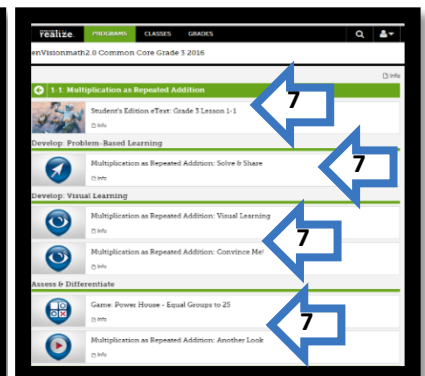 realize. PROGRAMS CLASSES GRADES
enVisionmath2.0 Common Core Grade 3 2016
Info
1-1: Multiplication as Repeated Addition
Student's Edition eText: Grade 3 Lesson 1-1
Info
7
Develop: Problem-Based Learning
Multiplication as Repeated Addition: Solve & Share
Info
7
Develop: Visual Learning
Multiplication as Repeated Addition: Visual Learning
Info
Multiplication as Repeated Addition: Convince Me!
Info
7
Assess & Differentiate
Game: Power House - Equal Groups to 25
Info
Multiplication as Repeated Addition: Another Look
Info
7